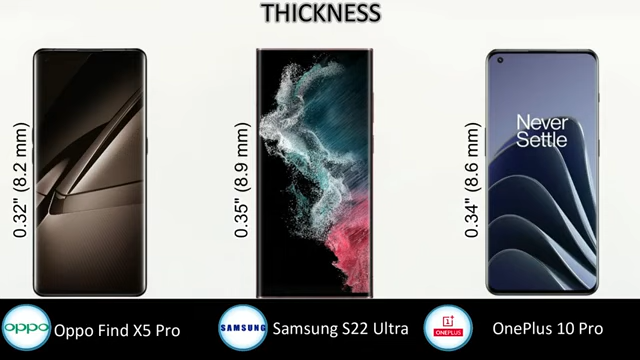 THICKNESS
0.32" (8.2 mm)
0.35" (8.9 mm)
0.34" (8.6 mm)
Never
Settle
oppo
Oppo Find X5 Pro
SAMSUNG
Samsung S22 Ultra
1
ONEPLUS
OnePlus 10 Pro